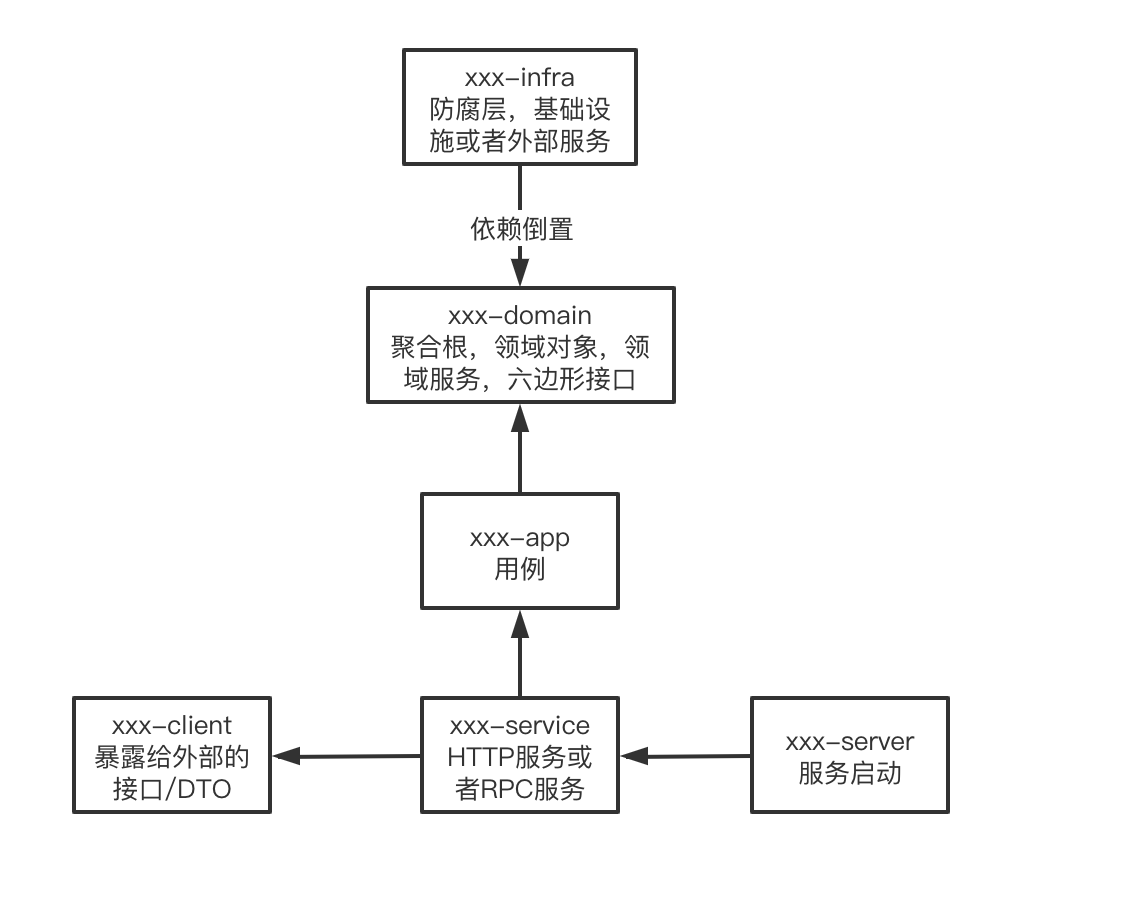 xxx-infra
防腐层，基础设
施或者外部服务
依赖倒置
xxx-domain
聚合根，领域对象，领
域服务，六边形接口
xxx-app
用例
xxx-client
暴露给外部的
接口/DTO
xxx-service
HTTP服务或
者RPC服务
xxx-server
服务启动